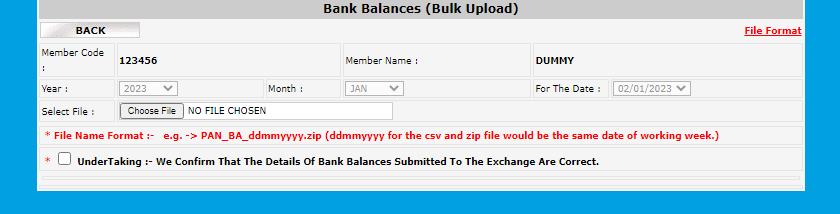 Bank Balances (Bulk Upload)
BACK File Format
Member Code : 123456 Member Name : DUMMY
Year : 2023 Month : JAN For The Date : 02/01/2023
Select File : Choose File NO FILE CHOSEN
* File Name Format :- e.g. -> PAN_BA_ddmmyyyy.zip (ddmmyyyy for the csv and zip file would be the same date of working week.)
* UnderTaking :- We Confirm That The Details Of Bank Balances Submitted To The Exchange Are Correct.